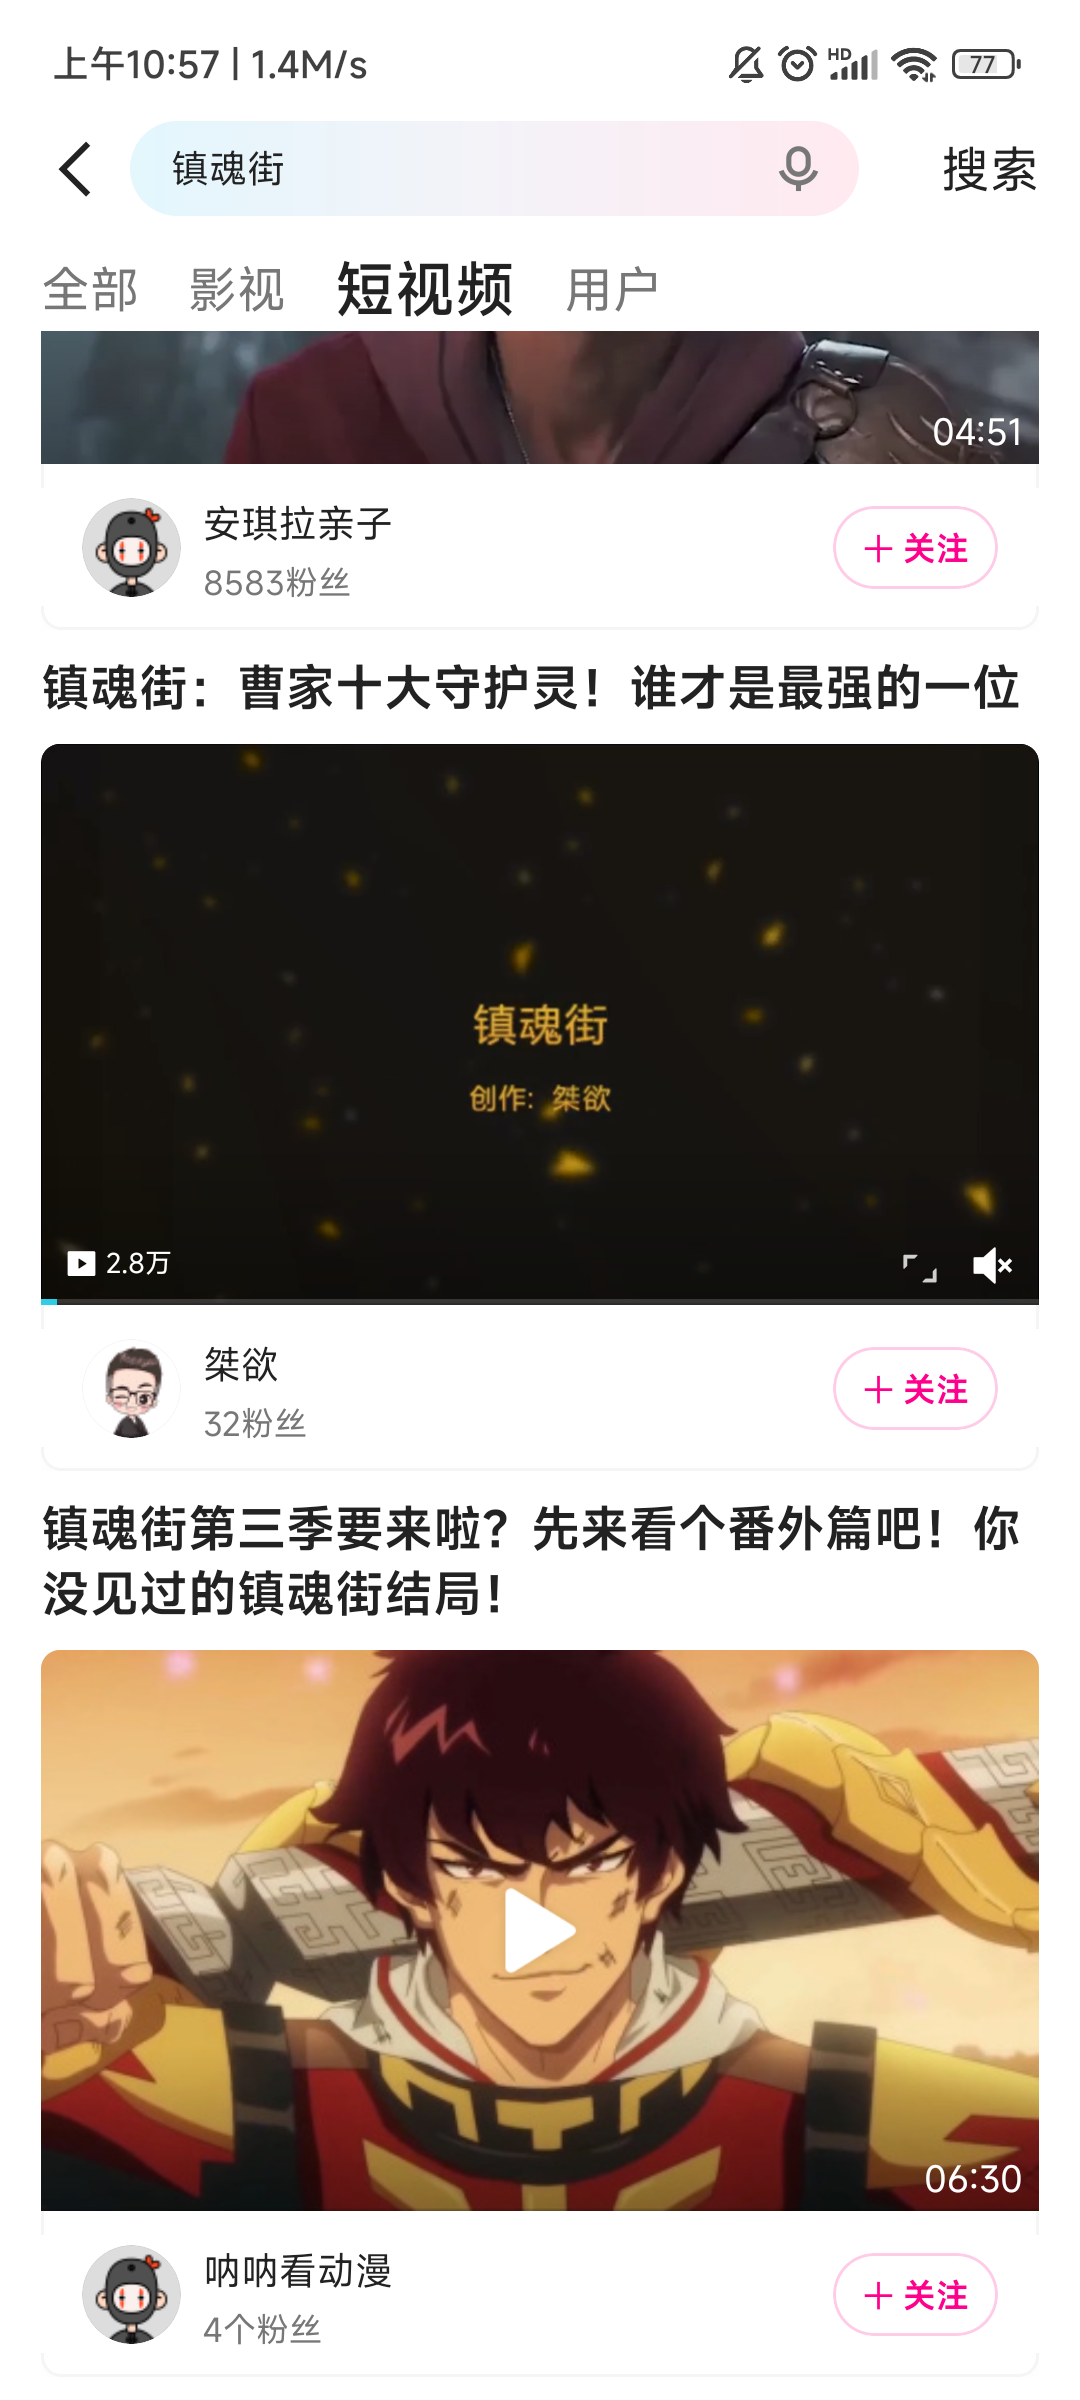 上午10:57 | 1.4M/s
HD
77
镇魂街
搜索
全部 影视 短视频 用户
04:51
安琪拉亲子
8583粉丝
关注
镇魂街：曹家十大守护灵！谁才是最强的一位
镇魂街
创作: 桀欲
2.8万
桀欲
32粉丝
关注
镇魂街第三季要来啦？先来看个番外篇吧！你
没见过的镇魂街结局！
06:30
呐呐看动漫
4个粉丝
关注